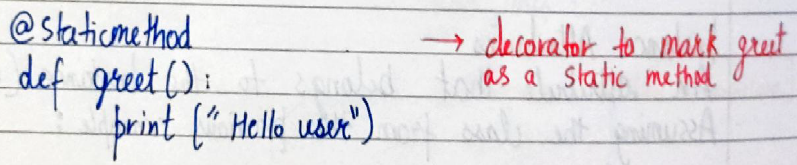 @staticmethod → decorator to mark greet
def greet(): as a static method
print ("Hello user")